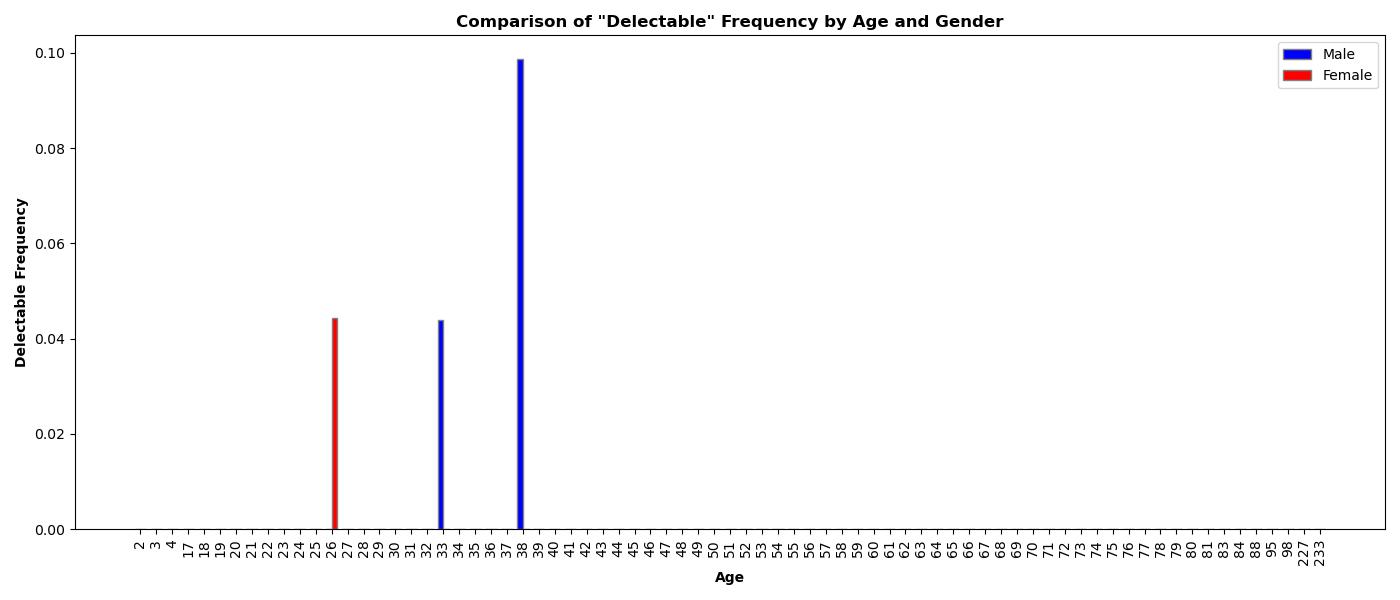 Comparison of "Delectable" Frequency by Age and Gender
Male
Female
Delectable Frequency
0.10
0.08
0.06
0.04
0.02
0.00
2 3 4 17 18 19 20 21 22 23 24 25 26 27 28 29 30 31 32 33 34 35 36 37 38 39 40 41 42 43 44 45 46 47 48 49 50 51 52 53 54 55 56 57 58 59 60 61 62 63 64 65 66 67 68 69 70 71 72 73 74 75 76 77 78 79 80 81 83 84 88 95 98 227 233
Age